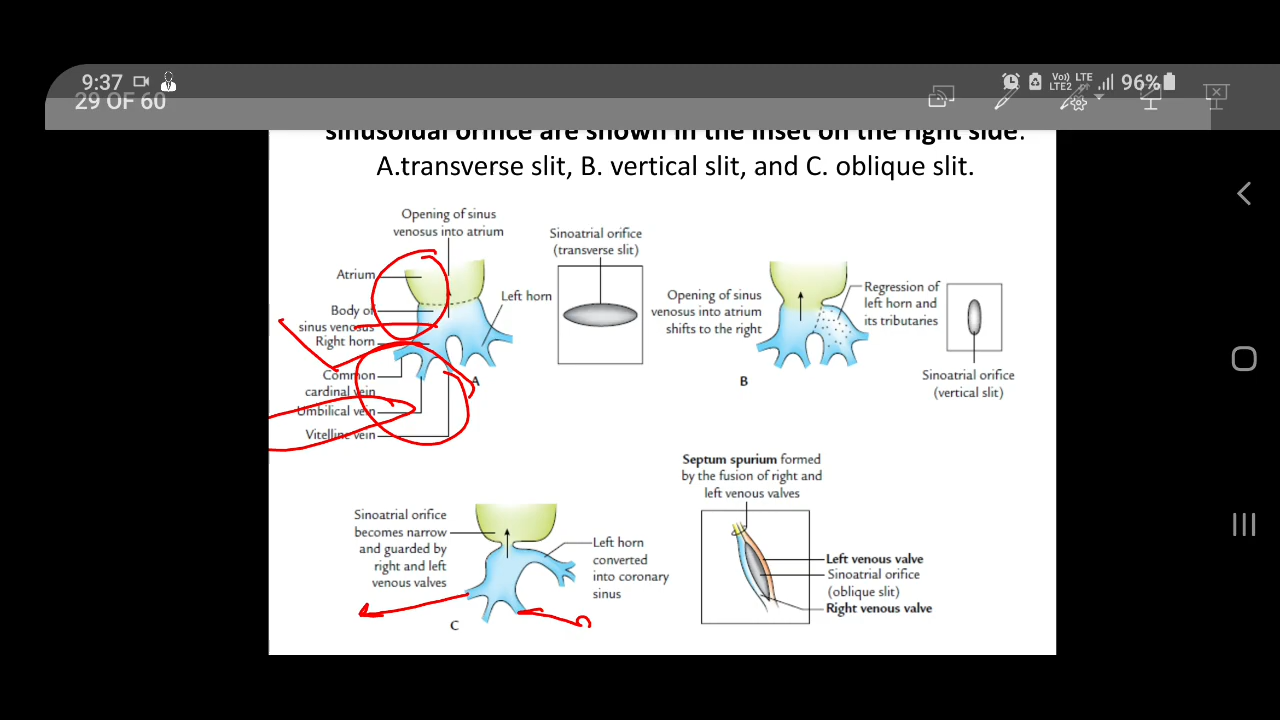 9:37
Vo) LTE
LTE2
96%
29 OF 60
sinusoidal orifice are shown in the inset on the right side.
A.transverse slit, B. vertical slit, and C. oblique slit.
Opening of sinus
venosus into atrium
Atrium
Body of
sinus venosus
Right horn
Common
cardinal vein
Umbilical vein
Vitelline vein
Left horn
A
Sinoatrial orifice
(transverse slit)
Opening of sinus
venosus into atrium
shifts to the right
Regression of
left horn and
its tributaries
B
Sinoatrial orifice
(vertical slit)
Sinoatrial orifice
becomes narrow
and guarded by
right and left
venous valves
Left horn
converted
into coronary
sinus
C
Septum spurium formed
by the fusion of right and
left venous valves
Left venous valve
Sinoatrial orifice
(oblique slit)
Right venous valve